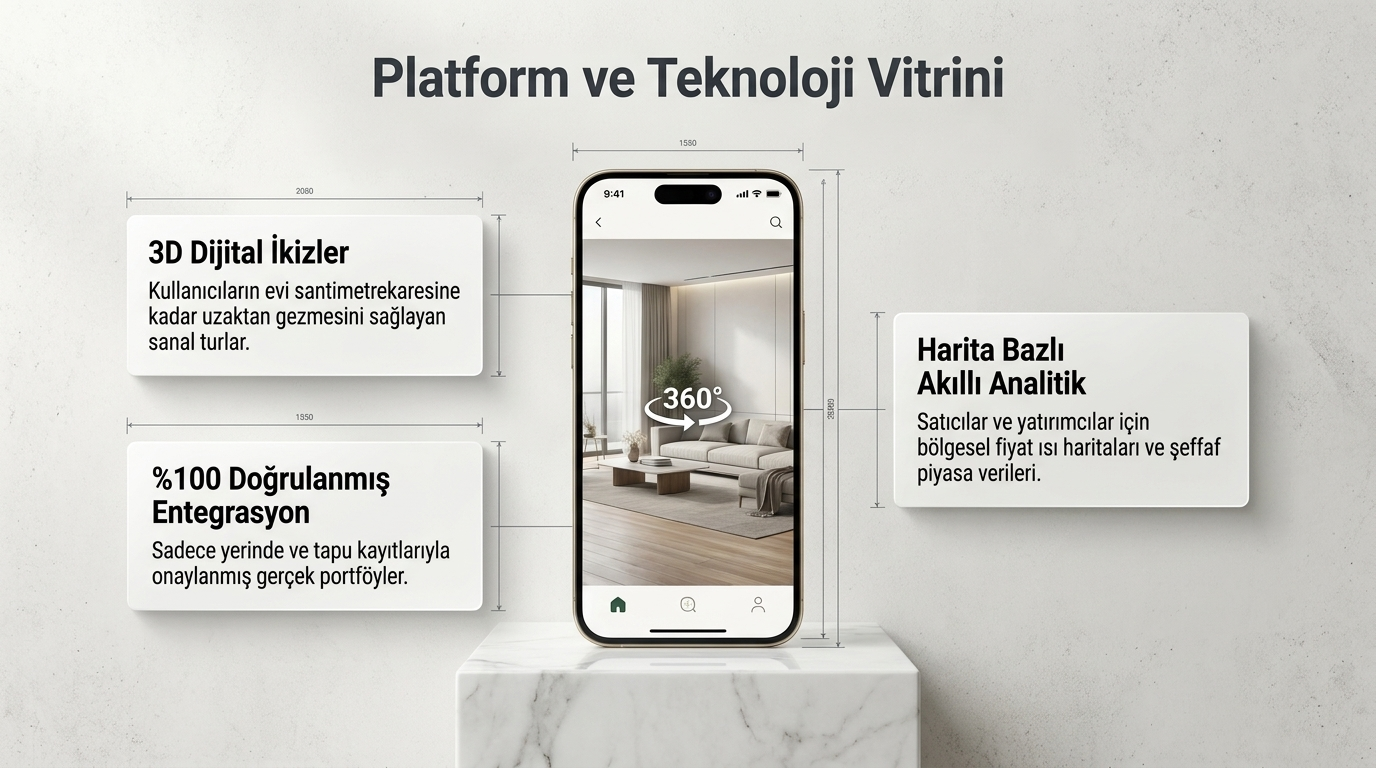 Platform ve Teknoloji Vitrini
2080
3D Dijital İkizler
Kullanıcıların evi santimetrekaresine
kadar uzaktan gezmesini sağlayan
sanal turlar.
1350
%100 Doğrulanmış
Entegrasyon
Sadece yerinde ve tapu kayıtlarıyla
onaylanmış gerçek portföyler.
1580
9:41
360°
Harita Bazlı
Akıllı Analitik
Satıcılar ve yatırımcılar için
bölgesel fiyat ısı haritaları ve şeffaf
piyasa verileri.